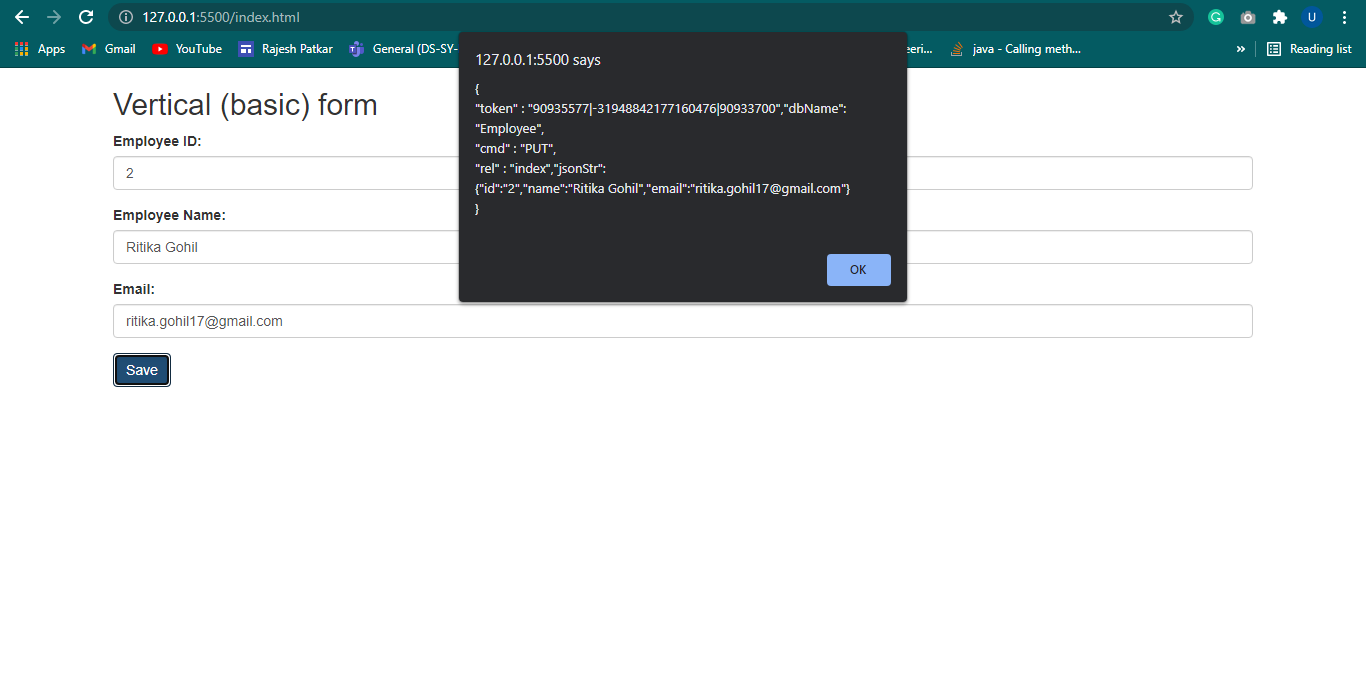 127.0.0.1:5500/index.html
U
Apps
Gmail
YouTube
Rajesh Patkar
General (DS-SY-
java - Calling meth...
»
Reading list
127.0.0.1:5500 says
{
"token" : "90935577|-31948842177160476|90933700","dbName":
"Employee",
"cmd" : "PUT",
"rel" : "index","jsonStr":
{"id":"2","name":"Ritika Gohil","email":"ritika.gohil17@gmail.com"}
}
OK
Vertical (basic) form
Employee ID:
2
Employee Name:
Ritika Gohil
Email:
ritika.gohil17@gmail.com
Save